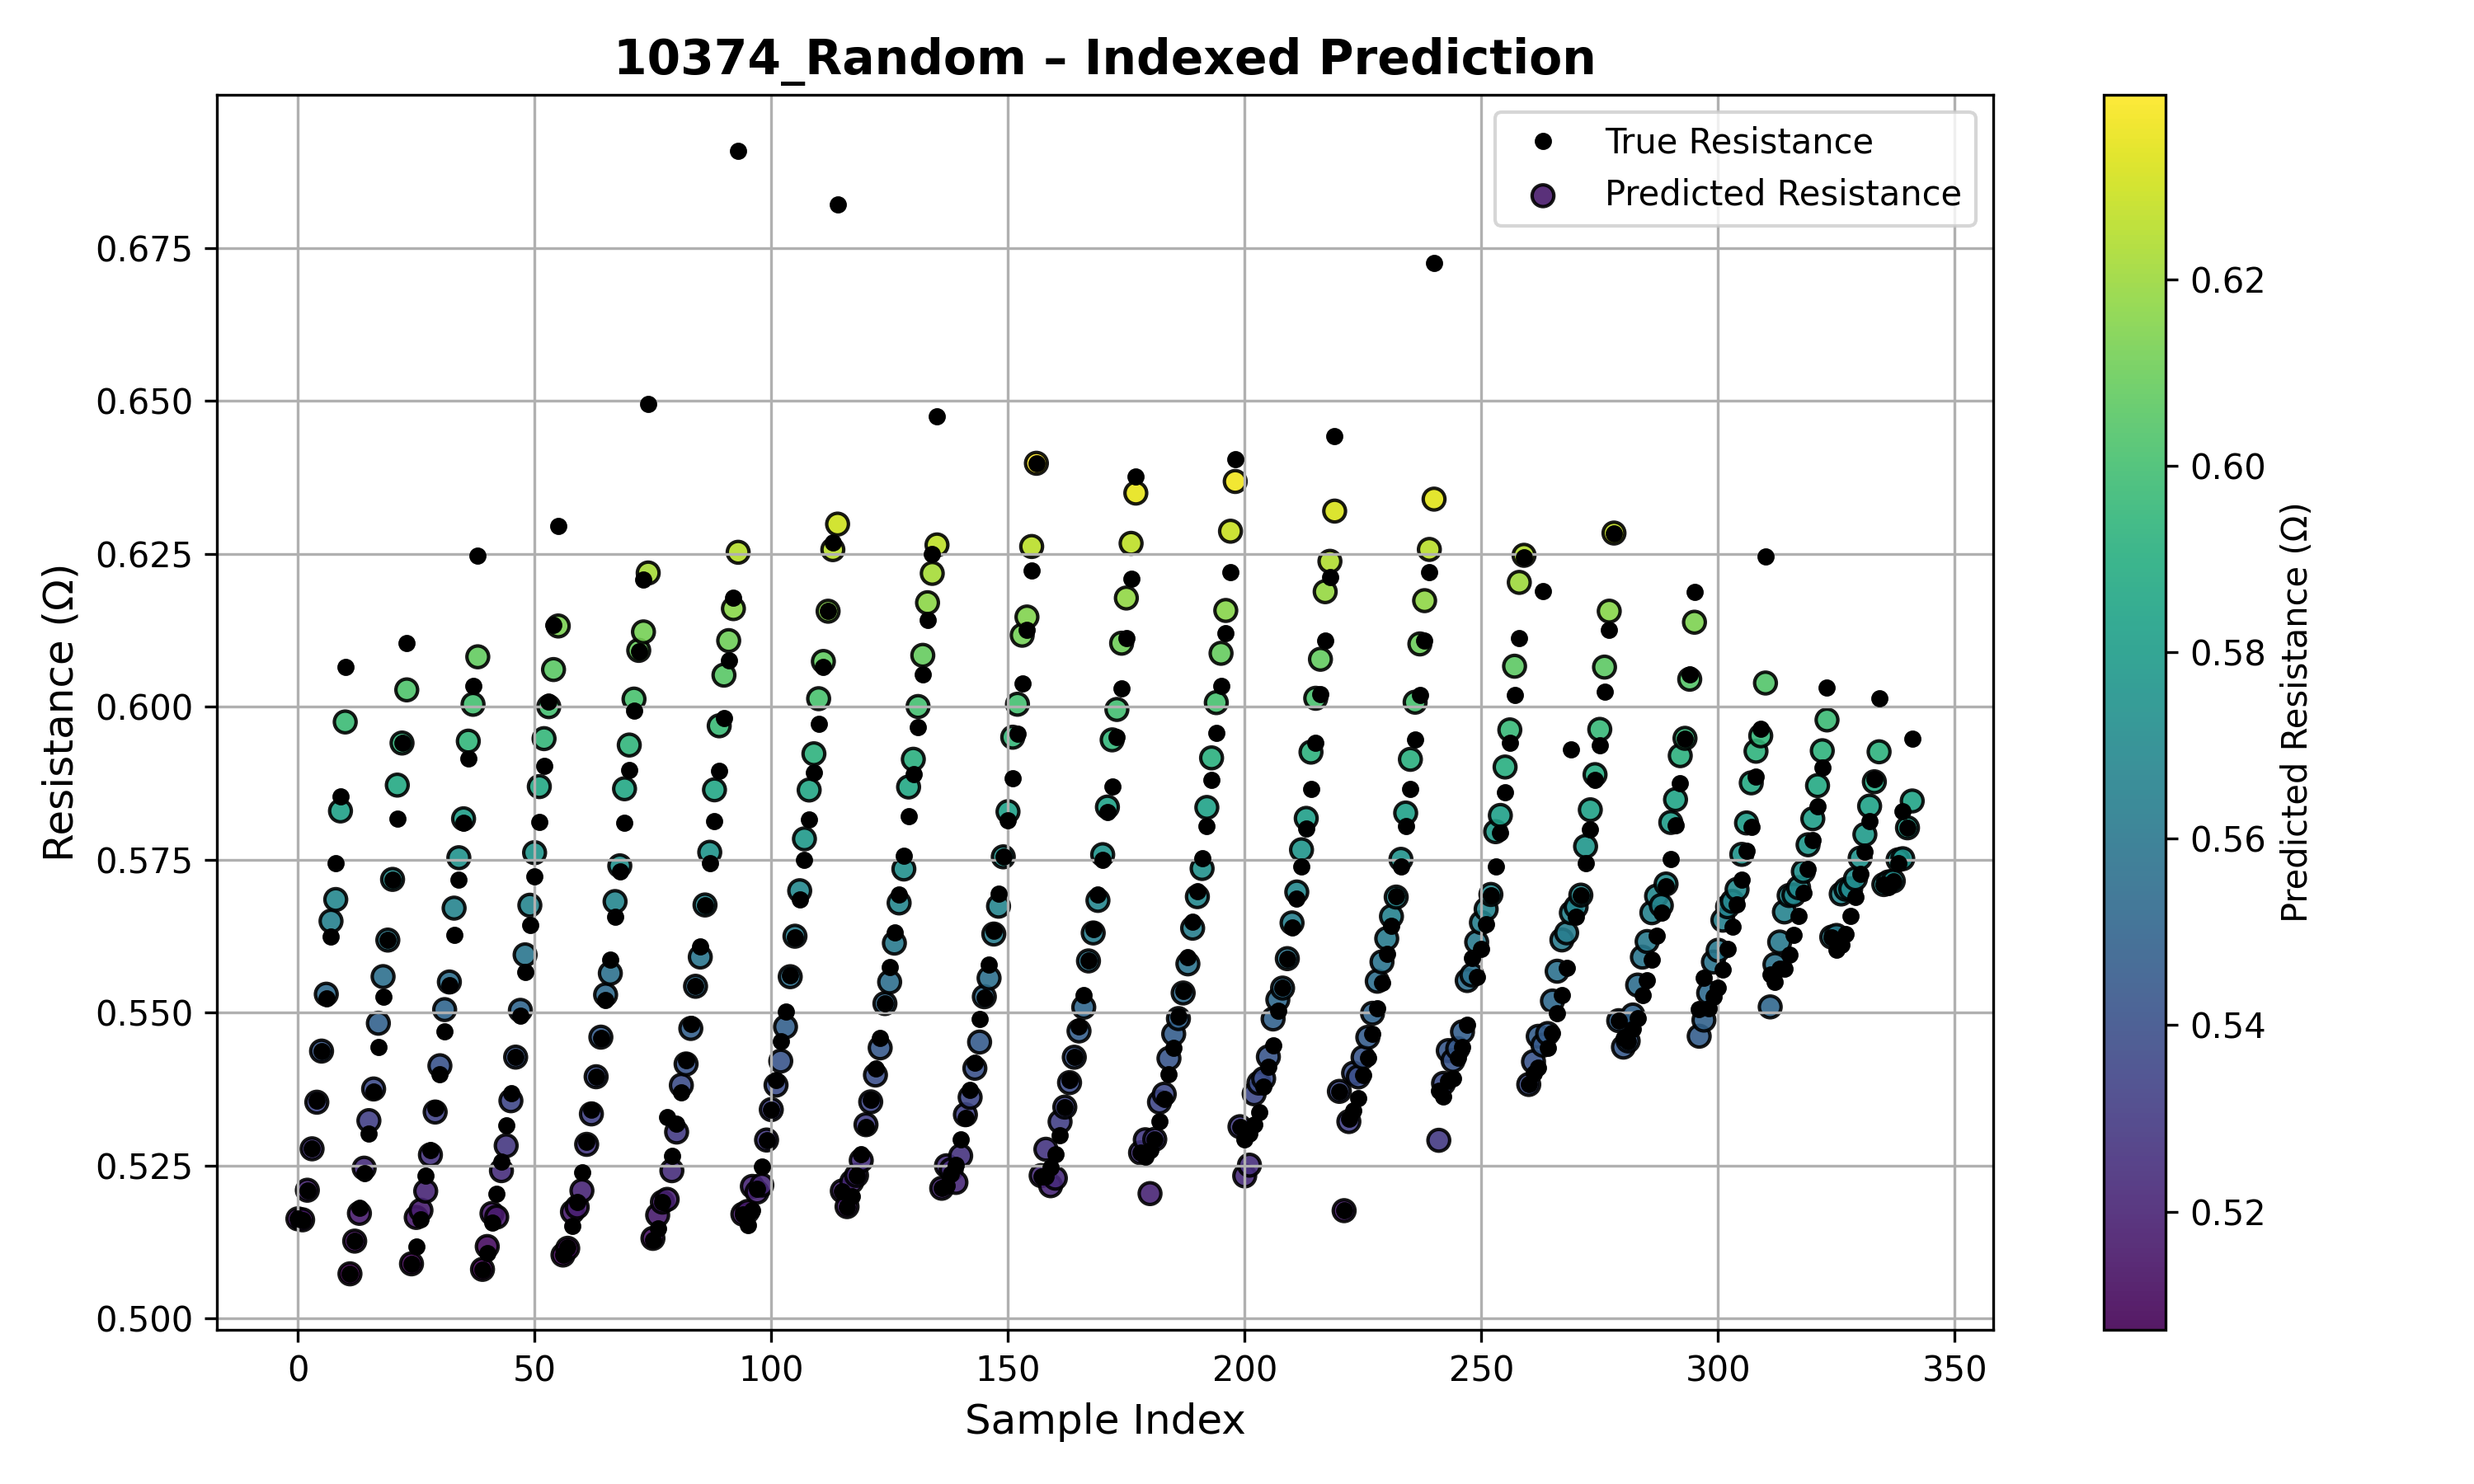 10374_Random – Indexed Prediction
True Resistance
Predicted Resistance
Resistance (Ω)
0.675
0.650
0.625
0.600
0.575
0.550
0.525
0.500
0 50 100 150 200 250 300 350
Sample Index
0.62
0.60
0.58
0.56
0.54
0.52
Predicted Resistance (Ω)